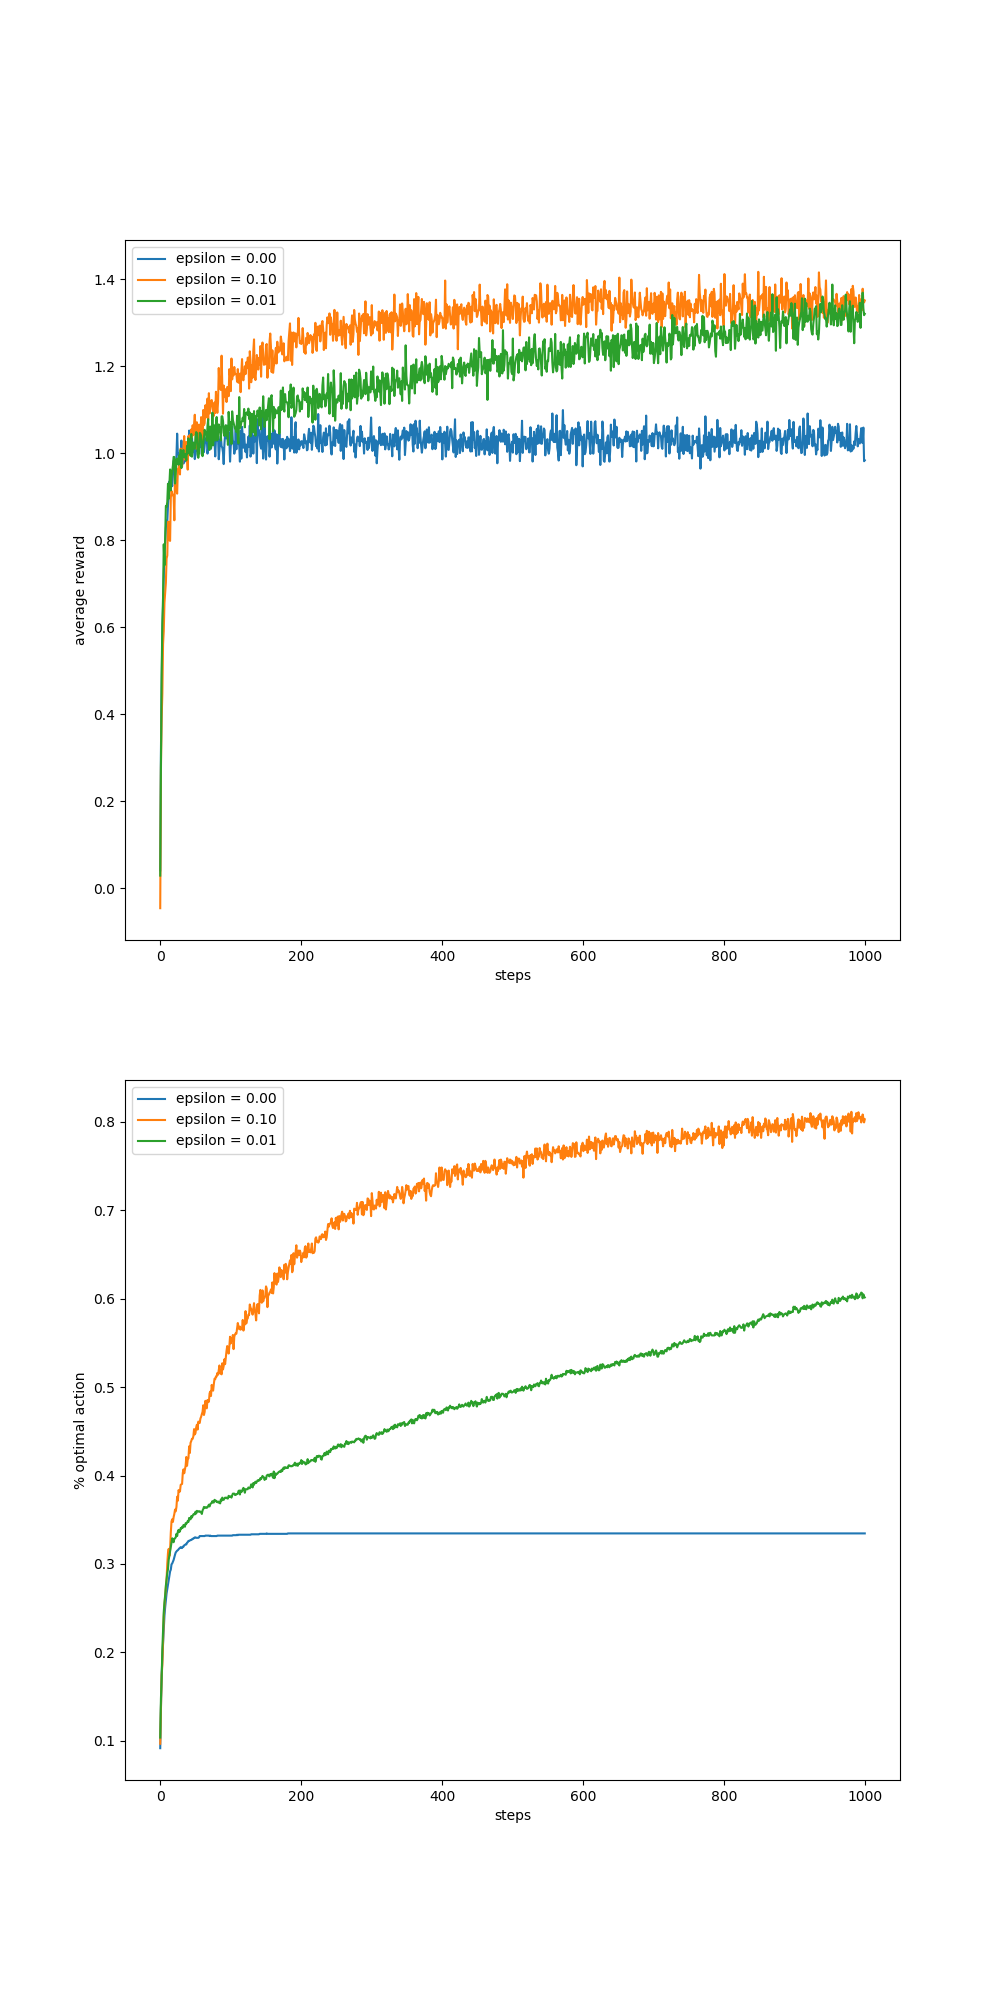 epsilon = 0.00
epsilon = 0.10
epsilon = 0.01
1.4
1.2
1.0
0.8
0.6
0.4
0.2
0.0
average reward
0 200 400 600 800 1000
steps
epsilon = 0.00
epsilon = 0.10
epsilon = 0.01
0.8
0.7
0.6
0.5
0.4
0.3
0.2
0.1
% optimal action
0 200 400 600 800 1000
steps